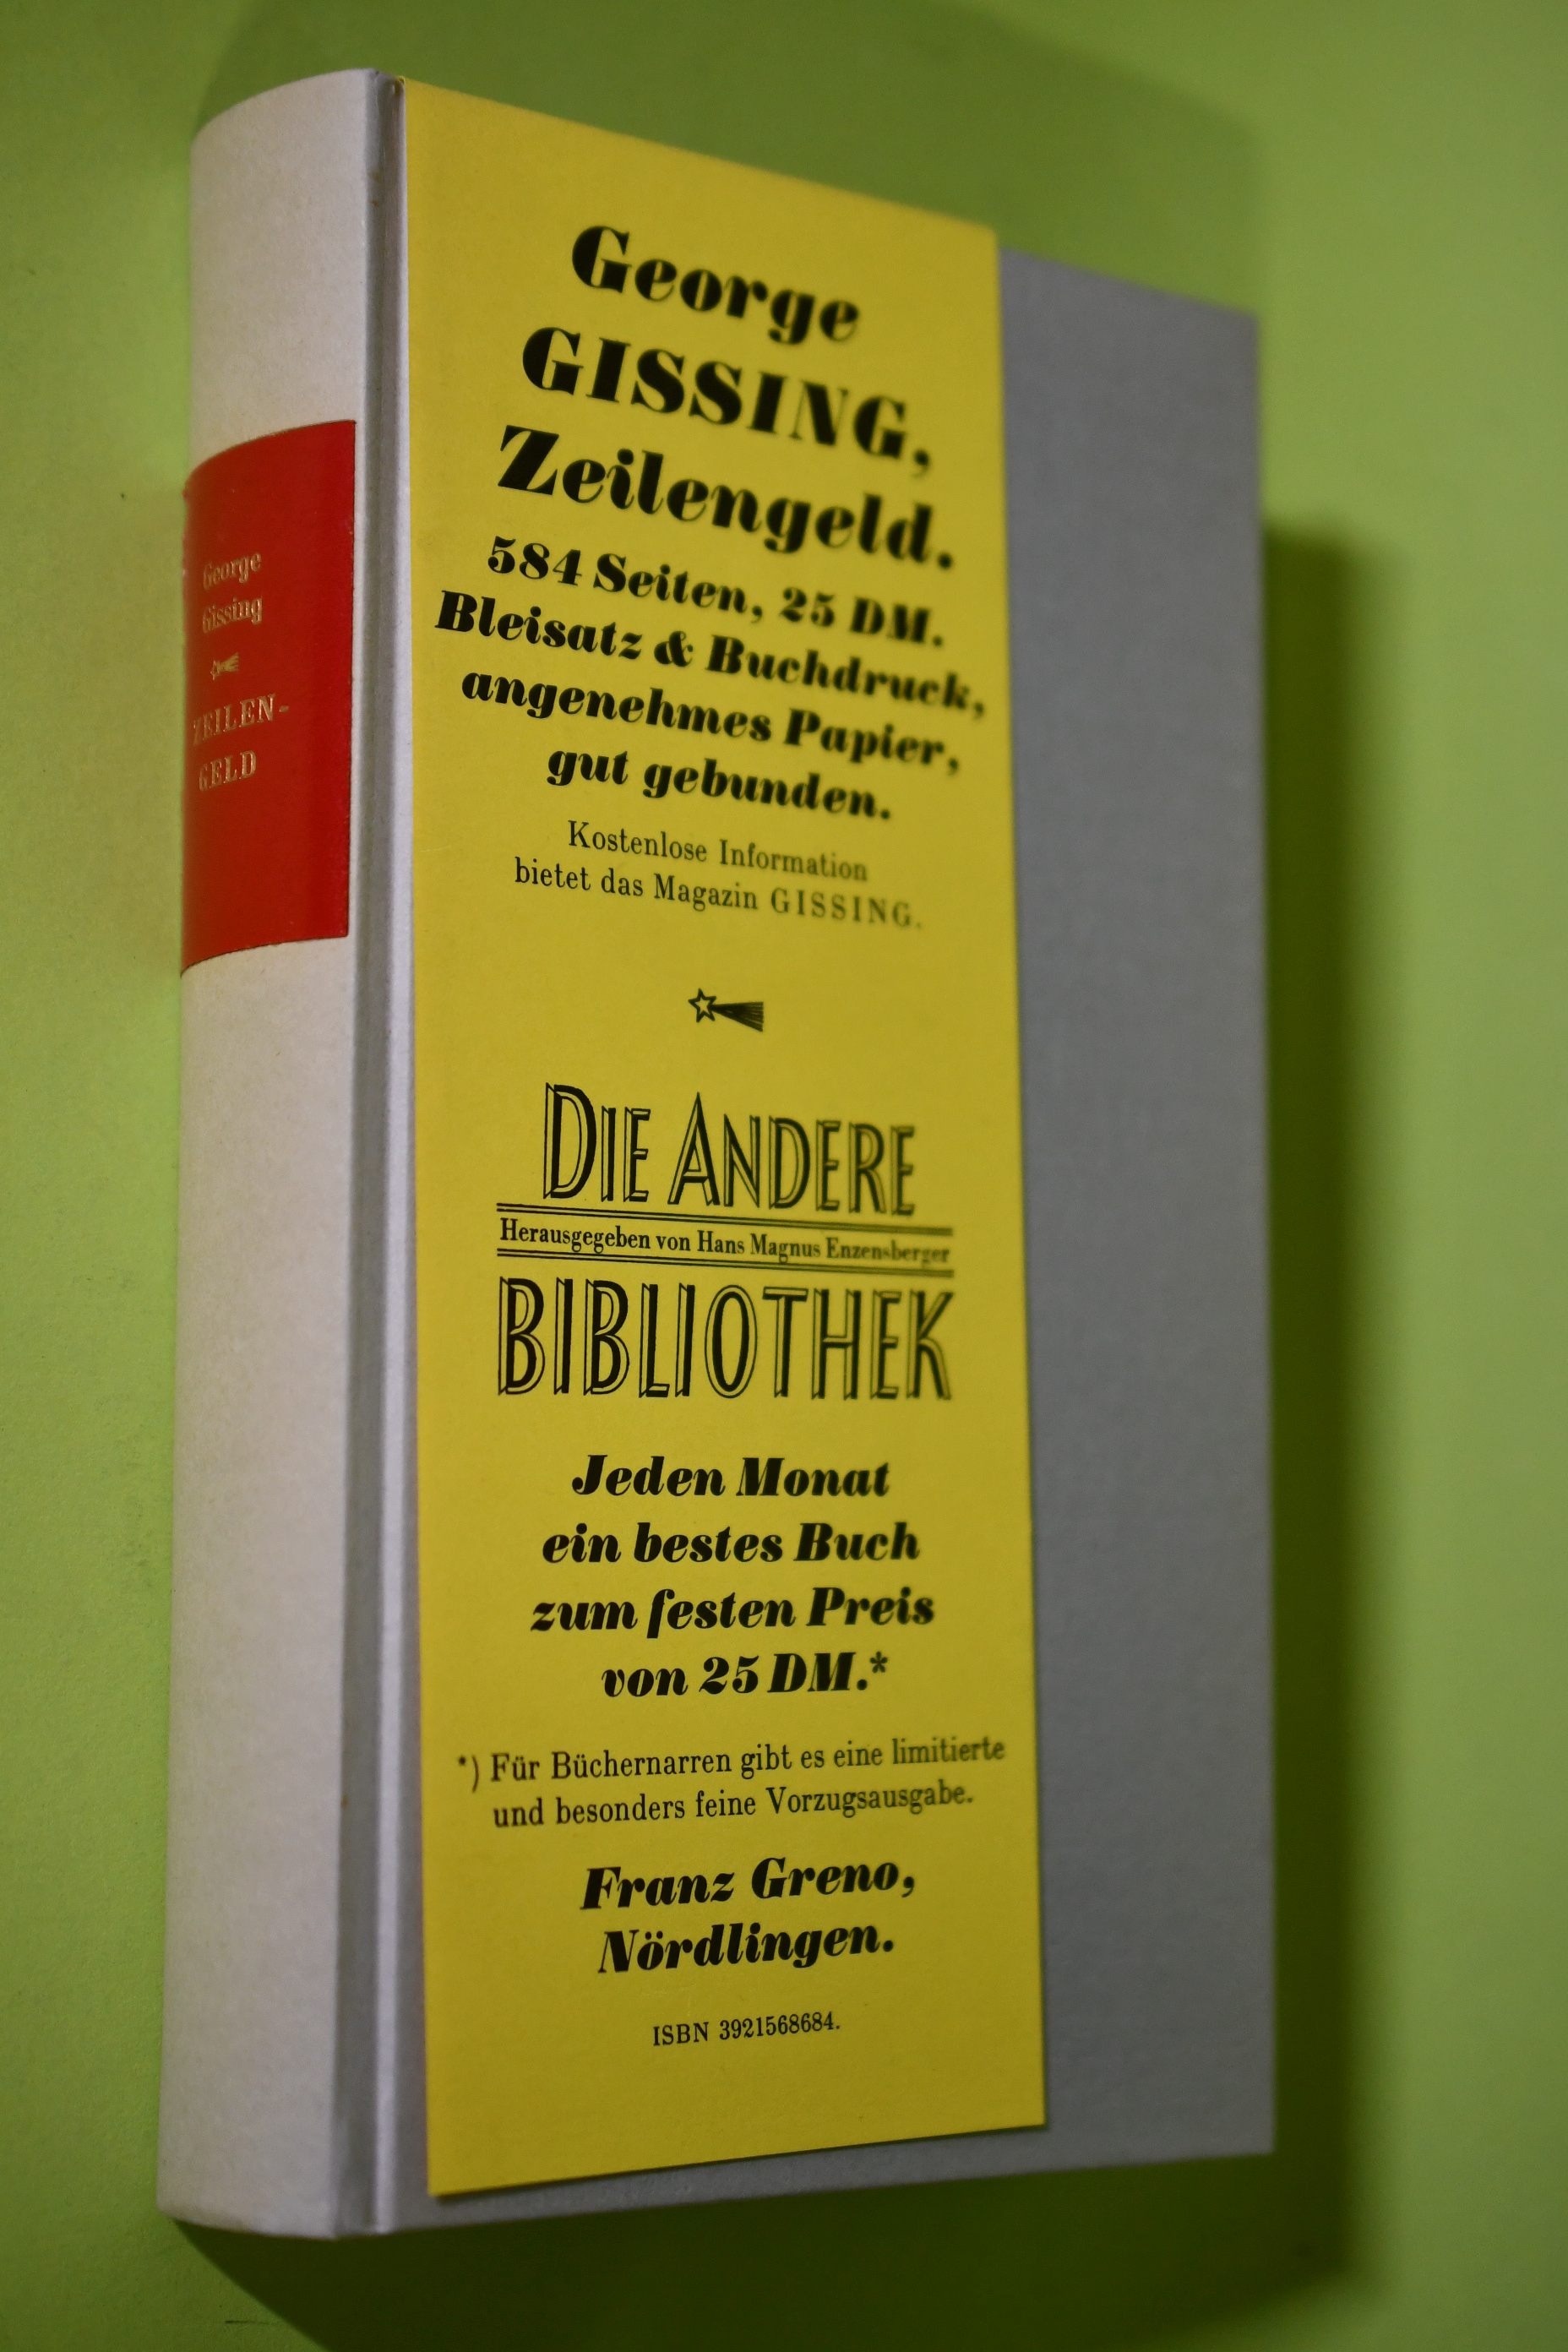 George
Gissing
ZEILEN-
GELD
George
GISSING,
Zeilengeld.
584 Seiten, 25 DM.
Bleisatz & Buchdruck,
angenehmes Papier,
gut gebunden.
Kostenlose Information
bietet das Magazin GISSING.
DIE ANDERE
Herausgegeben von Hans Magnus Enzensberger
BIBLIOTHEK
Jeden Monat
ein bestes Buch
zum festen Preis
von 25 DM.*
*) Für Büchernarren gibt es eine limitierte
und besonders feine Vorzugsausgabe.
Franz Greno,
Nördlingen.
ISBN 3921568684.